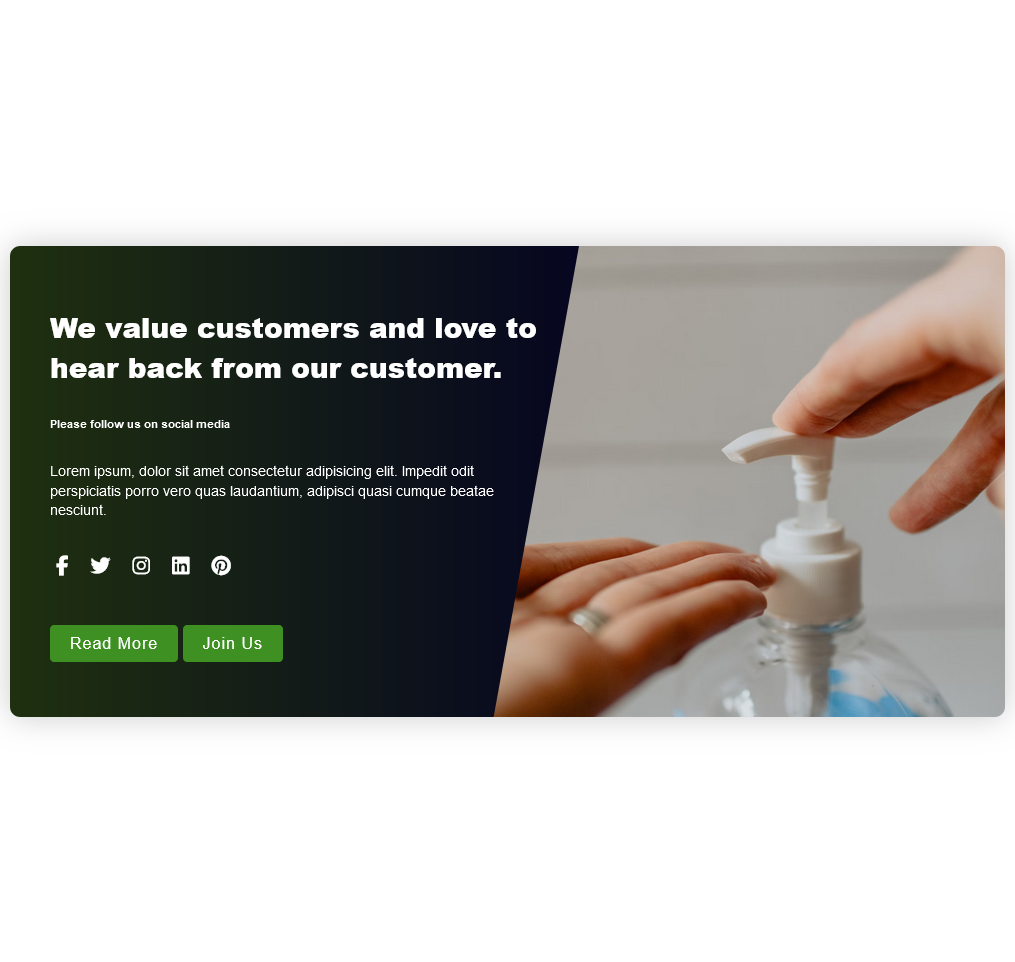 We value customers and love to
hear back from our customer.
Please follow us on social media
Lorem ipsum, dolor sit amet consectetur adipisicing elit. Impedit odit
perspiciatis porro vero quas laudantium, adipisci quasi cumque beatae
nesciunt.
Read More Join Us